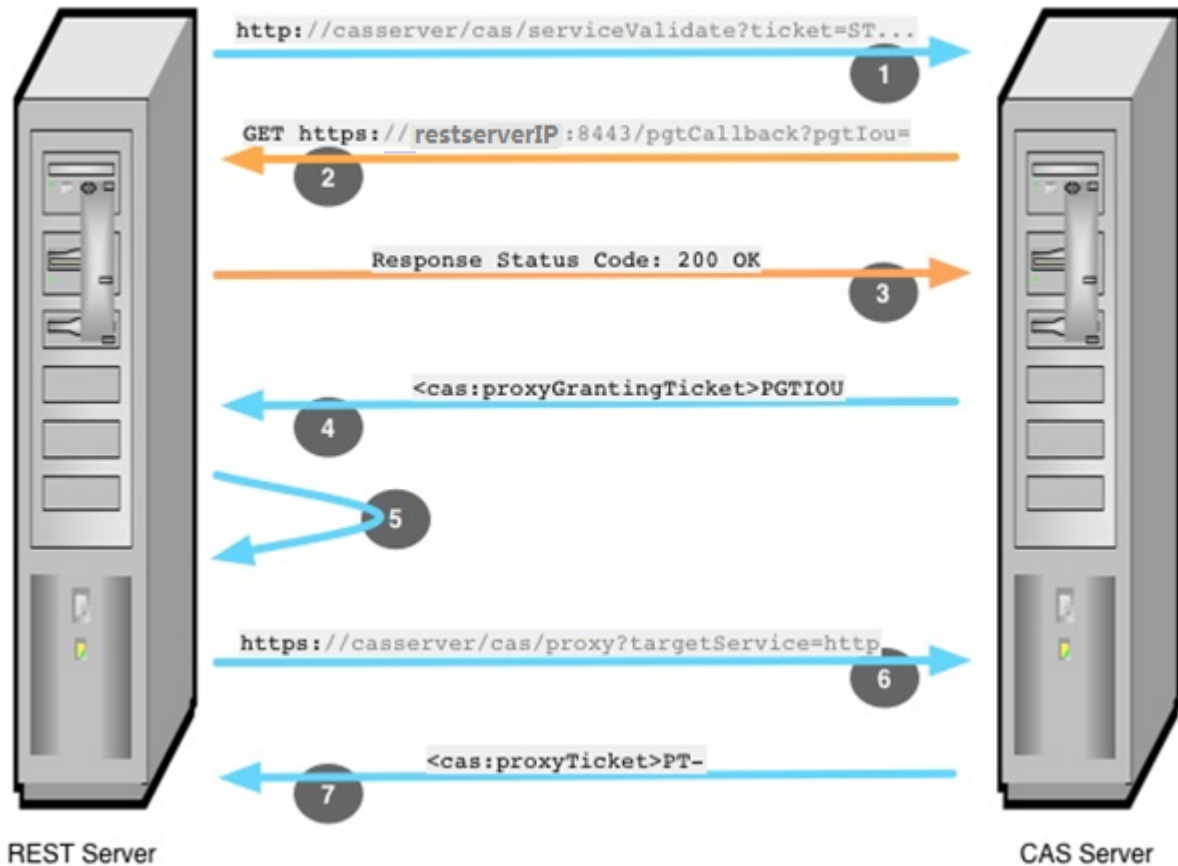 http://casserver/cas/serviceValidate?ticket=ST...
1
GET https://restserverIP:8443/pgtCallback?pgtIou=
2
Response Status Code: 200 OK
3
<cas:proxyGrantingTicket>PGTIOU
4
5
https://casserver/cas/proxy?targetService=http
6
<cas:proxyTicket>PT-
7
REST Server
CAS Server